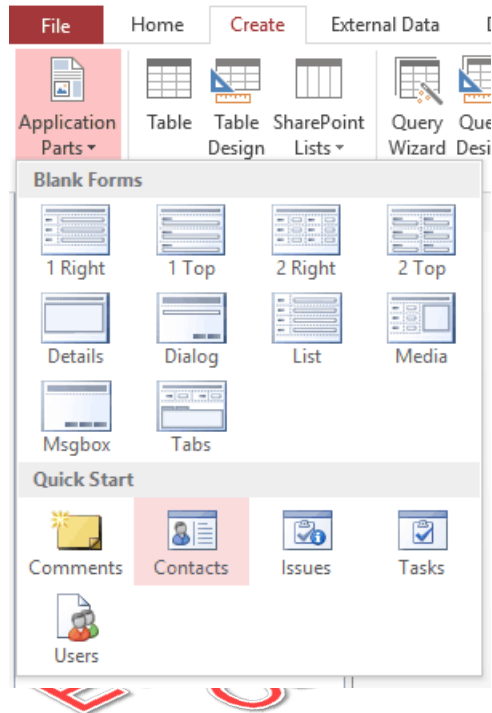 File Home Create External Data
Application Parts Table Table Design SharePoint Lists Query Wizard
Blank Forms
1 Right 1 Top 2 Right 2 Top
Details Dialog List Media
Msgbox Tabs
Quick Start
Comments Contacts Issues Tasks
Users